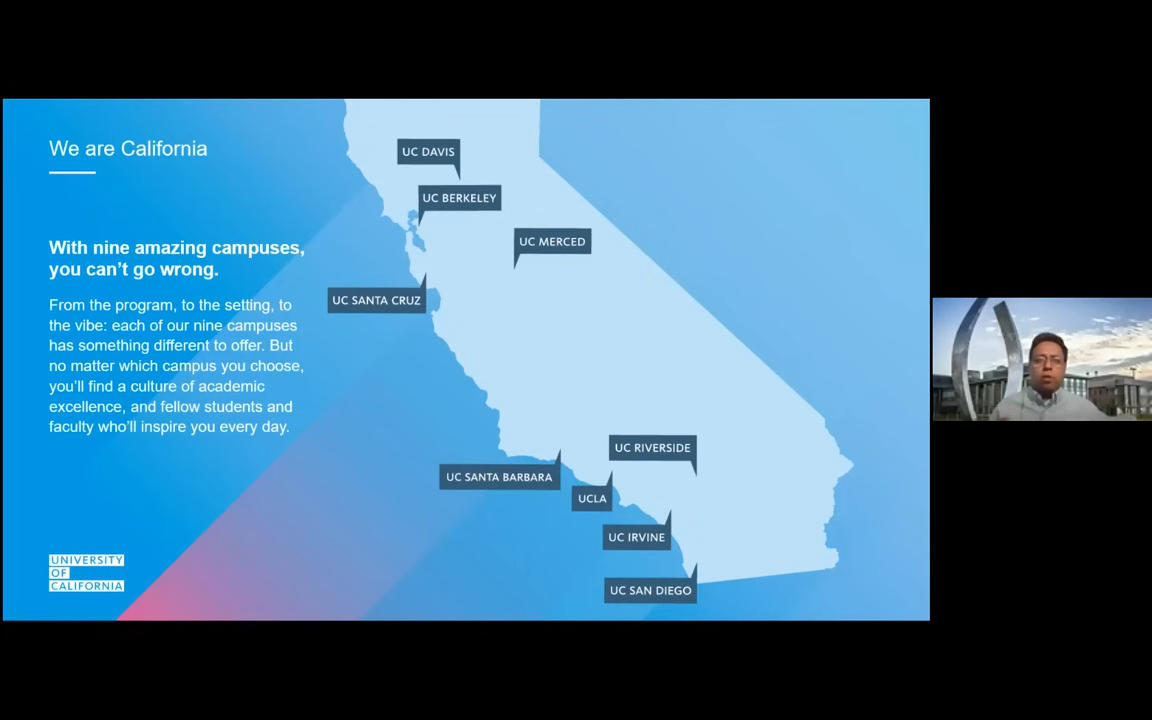 We are California
With nine amazing campuses,
you can’t go wrong.
From the program, to the setting, to
the vibe: each of our nine campuses
has something different to offer. But
no matter which campus you choose,
you’ll find a culture of academic
excellence, and fellow students and
faculty who’ll inspire you every day.
UNIVERSITY
OF
CALIFORNIA
UC DAVIS
UC BERKELEY
UC MERCED
UC SANTA CRUZ
UC RIVERSIDE
UC SANTA BARBARA
UCLA
UC IRVINE
UC SAN DIEGO